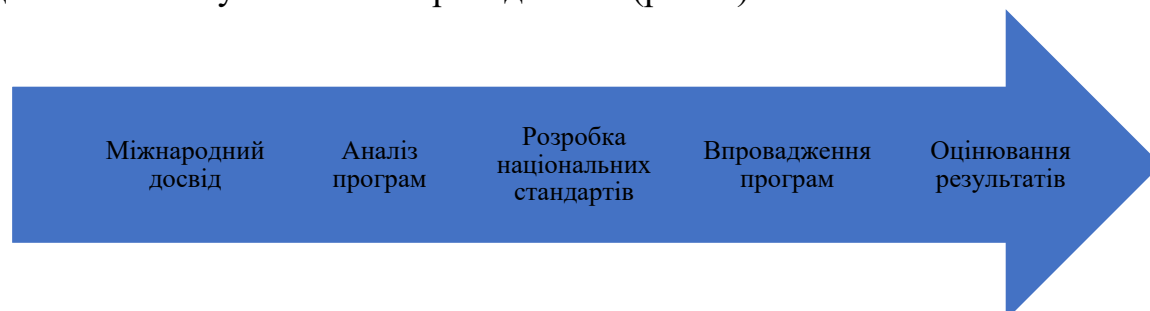 Міжнародний
досвід
Аналіз
програм
Розробка
національних
стандартів
Впровадження
програм
Оцінювання
результатів